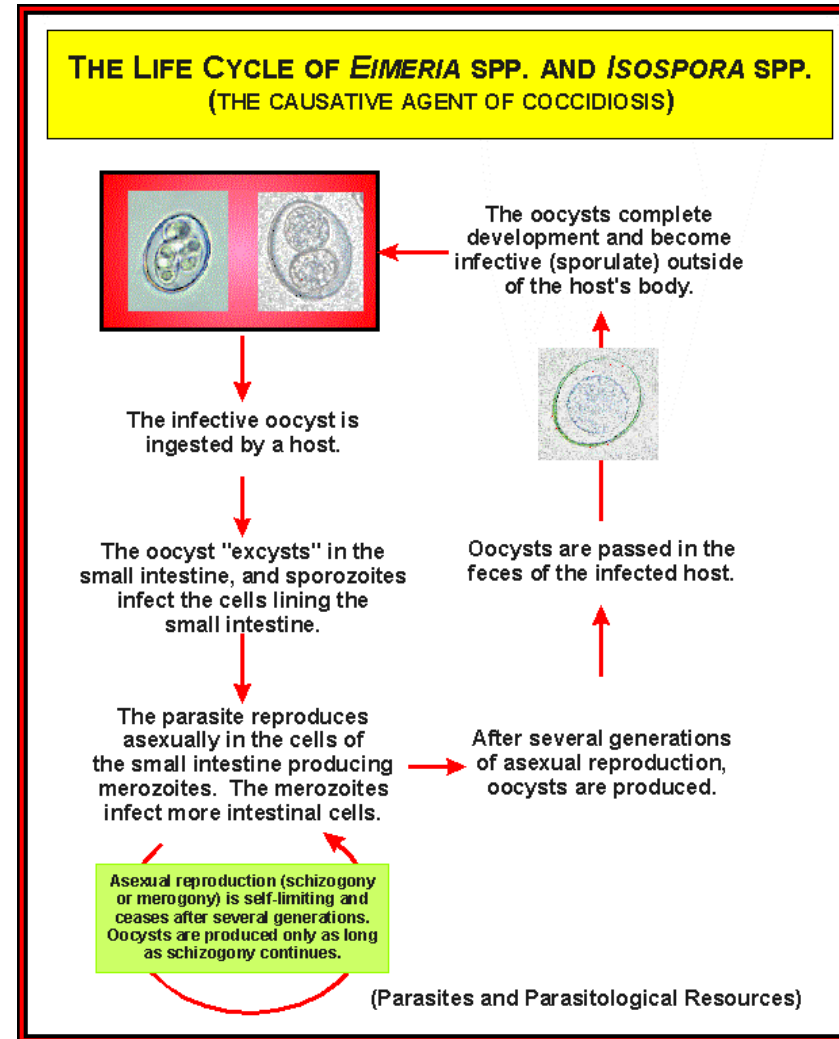 THE LIFE CYCLE OF EIMERIA SPP. AND ISOSPORA SPP.
(THE CAUSATIVE AGENT OF COCCIDIOSIS)
The oocysts complete
development and become
infective (sporulate) outside
of the host's body.
The infective oocyst is
ingested by a host.
The oocyst "excysts" in the
small intestine, and sporozoites
infect the cells lining the
small intestine.
Oocysts are passed in the
feces of the infected host.
The parasite reproduces
asexually in the cells of
the small intestine producing
merozoites. The merozoites
infect more intestinal cells.
After several generations
of asexual reproduction,
oocysts are produced.
Asexual reproduction (schizogony
or merogony) is self-limiting and
ceases after several generations.
Oocysts are produced only as long
as schizogony continues.
(Parasites and Parasitological Resources)